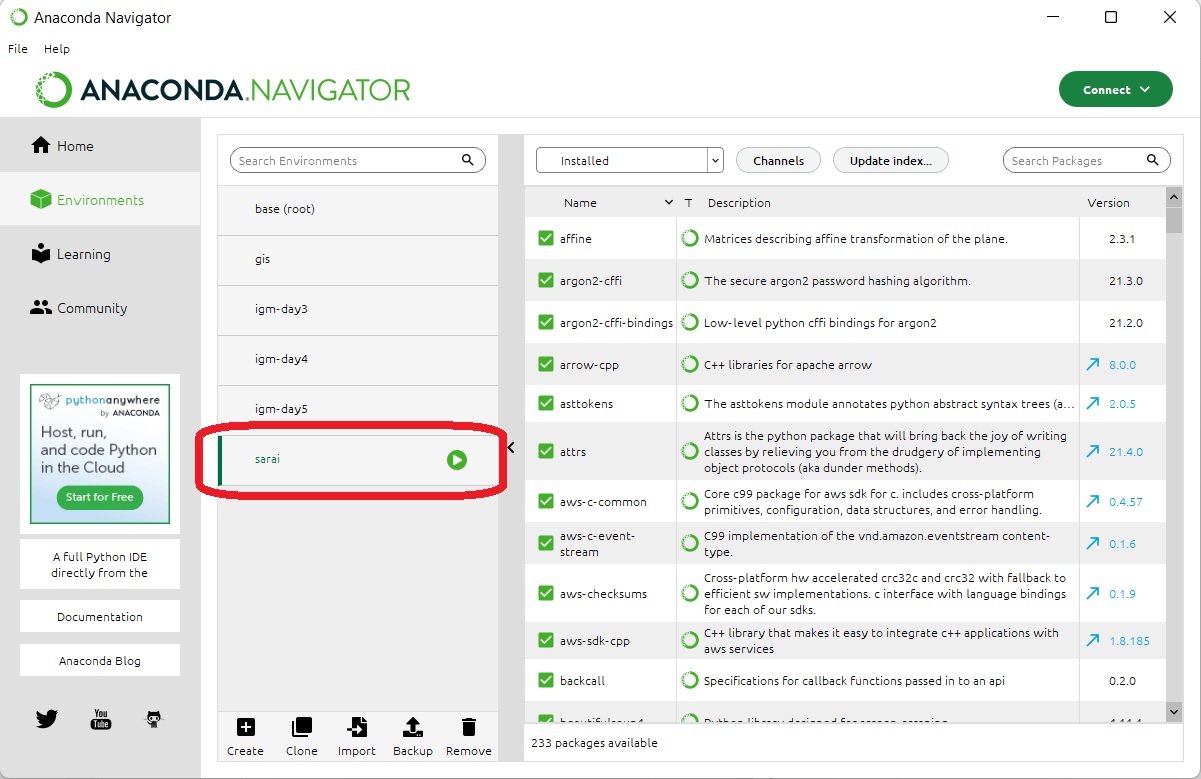 Anaconda Navigator
File Help
ANACONDA.NAVIGATOR
Connect
Home
Environments
Learning
Community
pythonanywhere
by ANACONDA
Host, run,
and code Python
in the Cloud
Start for Free
A full Python IDE
directly from the
Documentation
Anaconda Blog
You
Tube
Search Environments
base (root)
gis
igm-day3
igm-day4
igm-day5
sarai
Create Clone Import Backup Remove
Installed
Channels
Update index...
Search Packages
Name T Description Version
affine Matrices describing affine transformation of the plane. 2.3.1
argon2-cffi The secure argon2 password hashing algorithm. 21.3.0
argon2-cffi-bindings Low-level python cffi bindings for argon2 21.2.0
arrow-cpp C++ libraries for apache arrow 8.0.0
asttokens The asttokens module annotates python abstract syntax trees (a... 2.0.5
attrs Attrs is the python package that will bring back the joy of writing
classes by relieving you from the drudgery of implementing
object protocols (aka dunder methods). 21.4.0
aws-c-common Core c99 package for aws sdk for c. includes cross-platform
primitives, configuration, data structures, and error handling. 0.4.57
aws-c-event-
stream C99 implementation of the vnd.amazon.eventstream content-
type. 0.1.6
aws-checksums Cross-platform hw accelerated crc32c and crc32 with fallback to
efficient sw implementations. c interface with language bindings
for each of our sdks. 0.1.9
aws-sdk-cpp C++ library that makes it easy to integrate c++ applications with
aws services 1.8.185
backcall Specifications for callback functions passed in to an api 0.2.0
beautifulsoup4 Python library designed for screen-scraping 4.11.1
233 packages available